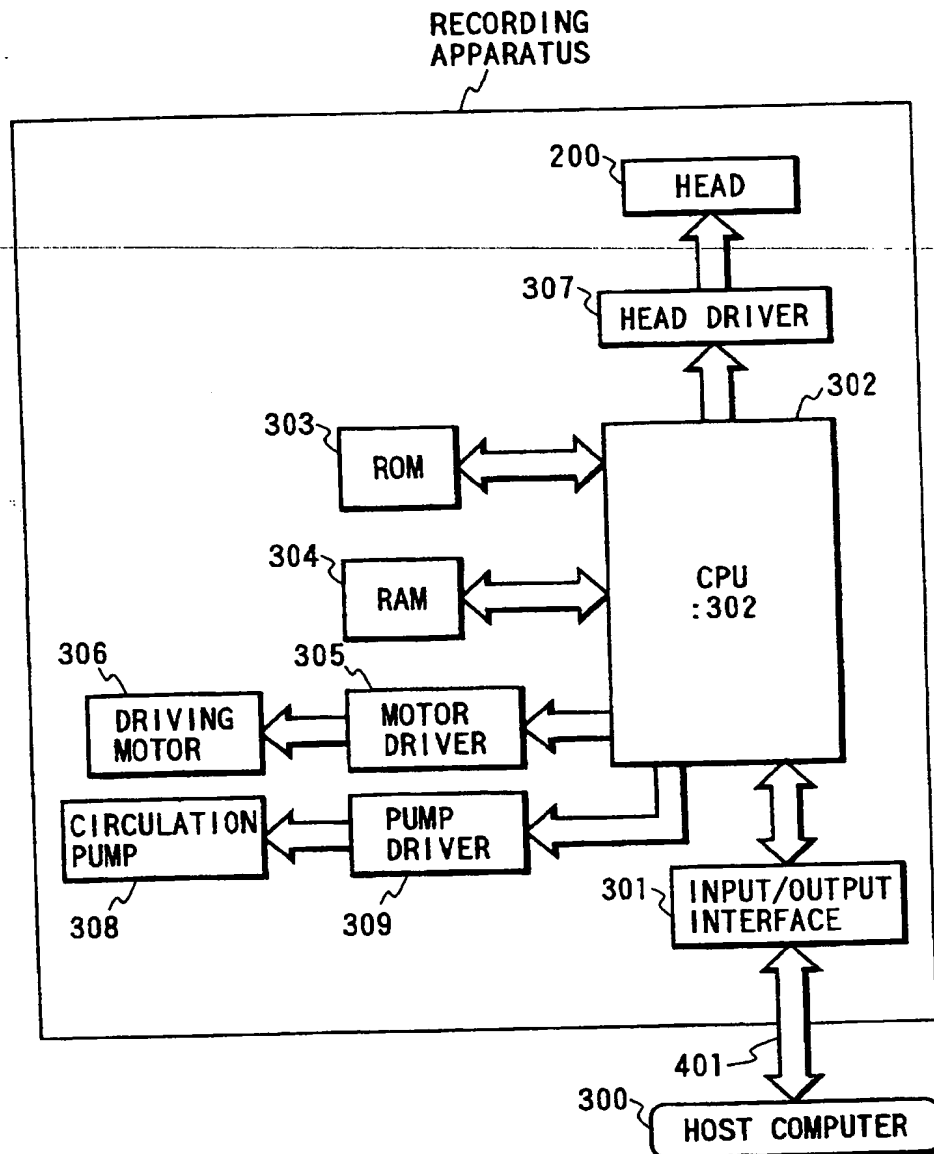 RECORDING
APPARATUS
200
HEAD
307
HEAD DRIVER
302
303
ROM
CPU
:302
304
RAM
306
305
DRIVING
MOTOR
MOTOR
DRIVER
CIRCULATION
PUMP
PUMP
DRIVER
308
309
301
INPUT/OUTPUT
INTERFACE
401
300
HOST COMPUTER